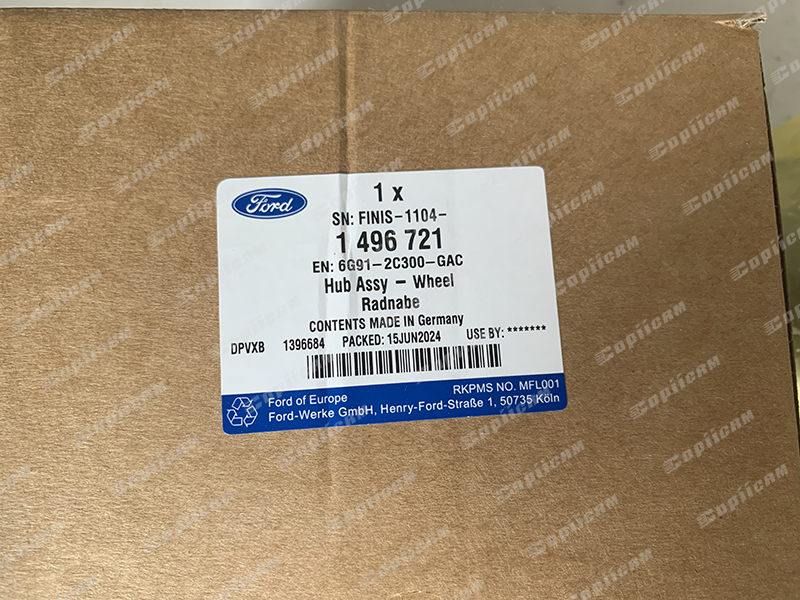 Ford
1 x
SN: FINIS-1104-
1 496 721
EN: 6G91-2C300-GAC
Hub Assy - Wheel
Radnabe
CONTENTS MADE IN Germany
DPVXB 1396684 PACKED: 15JUN2024 USE BY: *******
Ford of Europe RKPMS NO. MFL001
Ford-Werke GmbH, Henry-Ford-Straße 1, 50735 Köln
CopiiCAM